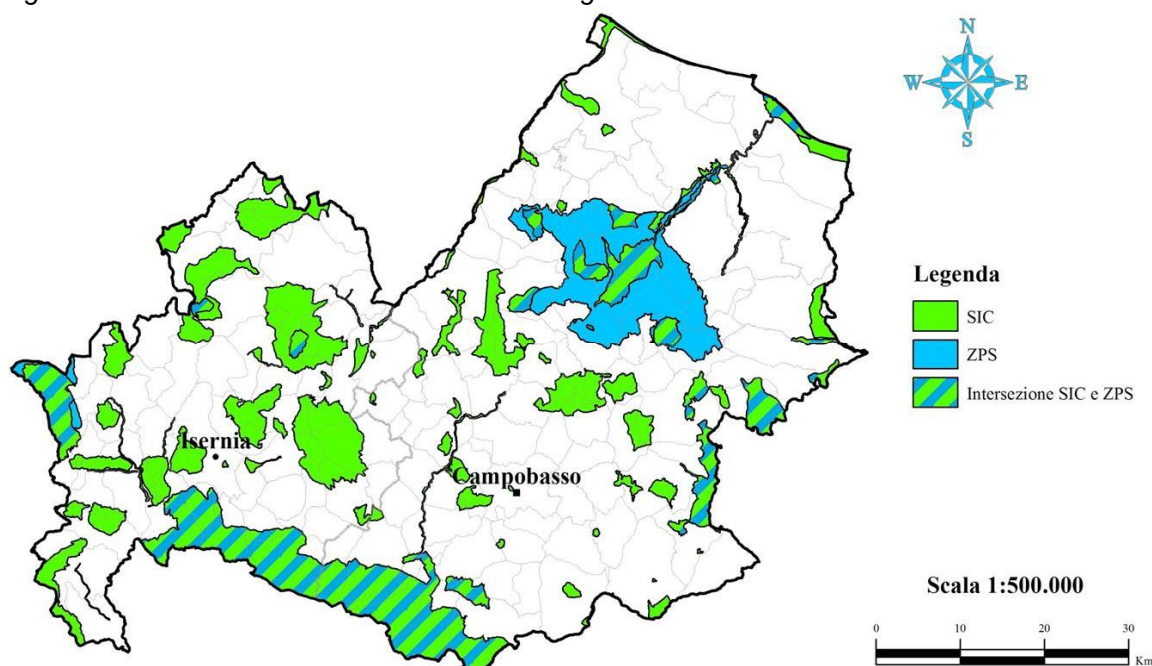 N
W E
S
Legenda
SIC
ZPS
Intersezione SIC e ZPS
Isernia
Campobasso
Scala 1:500.000
0 10 20 30
Km